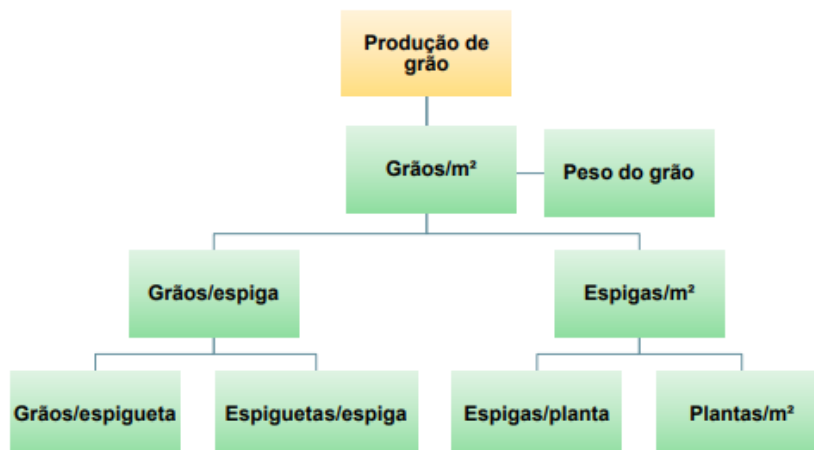 Produção de
grão
Grãos/m²
Peso do grão
Grãos/espiga
Espigas/m²
Grãos/espigueta
Espiguetas/espiga
Espigas/planta
Plantas/m²